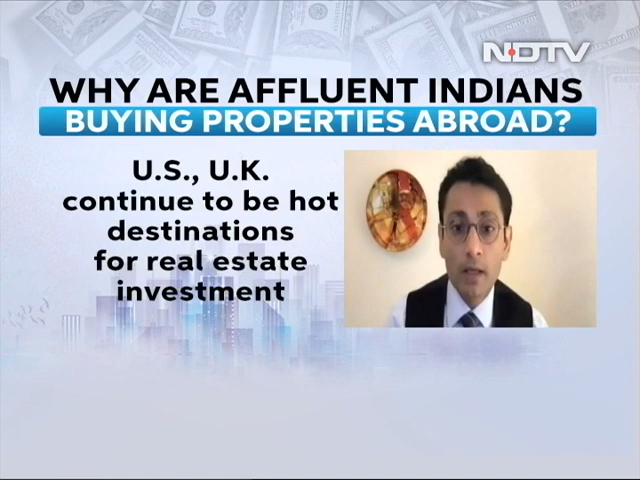 NDTV
WHY ARE AFFLUENT INDIANS
BUYING PROPERTIES ABROAD?
U.S., U.K.
continue to be hot
destinations
for real estate
investment